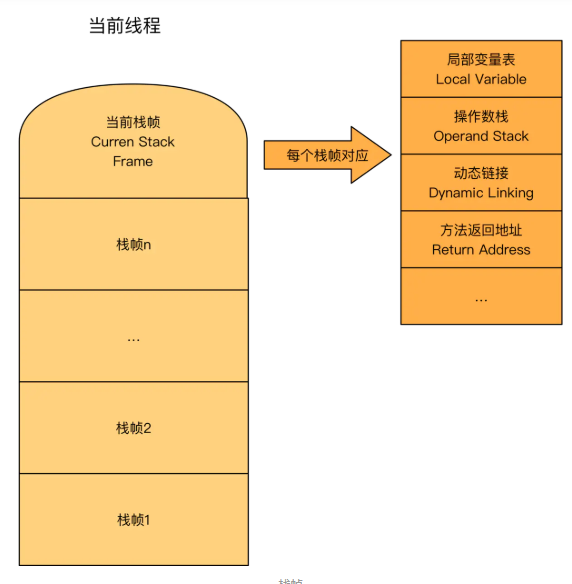 当前线程
当前栈帧
Curren Stack
Frame
栈帧n
...
栈帧2
栈帧1
每个栈帧对应
局部变量表
Local Variable
操作数栈
Operand Stack
动态链接
Dynamic Linking
方法返回地址
Return Address
...
栈帧